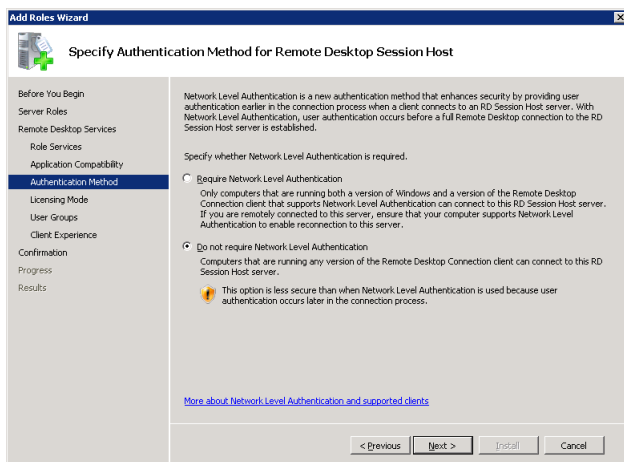 Add Roles Wizard
Specify Authentication Method for Remote Desktop Session Host
Before You Begin
Server Roles
Remote Desktop Services
Role Services
Application Compatibility
Authentication Method
Licensing Mode
User Groups
Client Experience
Confirmation
Progress
Results
Network Level Authentication is a new authentication method that enhances security by providing user
authentication earlier in the connection process when a client connects to an RD Session Host server. With
Network Level Authentication, user authentication occurs before a full Remote Desktop connection to the RD
Session Host server is established.
Specify whether Network Level Authentication is required.
Require Network Level Authentication
Only computers that are running both a version of Windows and a version of the Remote Desktop
Connection client that supports Network Level Authentication can connect to this RD Session Host server.
If you are remotely connected to this server, ensure that your computer supports Network Level
Authentication to enable reconnection to this server.
Do not require Network Level Authentication
Computers that are running any version of the Remote Desktop Connection client can connect to this RD
Session Host server.
This option is less secure than when Network Level Authentication is used because user
authentication occurs later in the connection process.
More about Network Level Authentication and supported clients
< Previous
Next >
Install
Cancel